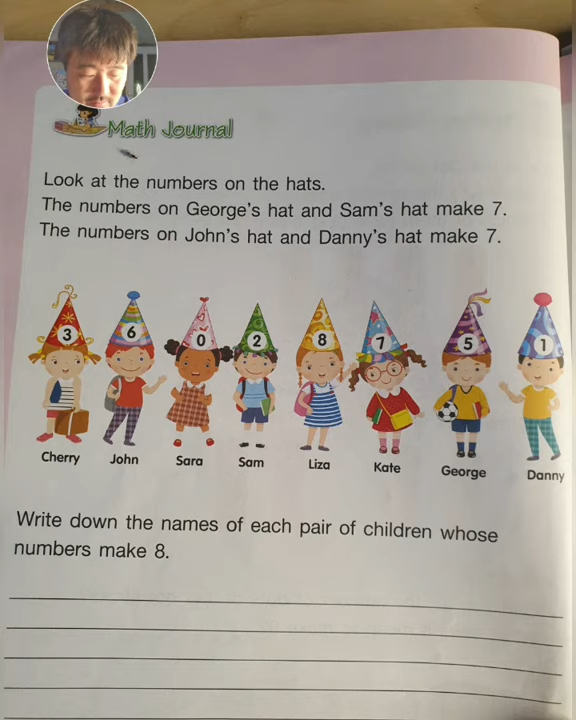 Math Journal
Look at the numbers on the hats.
The numbers on George's hat and Sam's hat make 7.
The numbers on John's hat and Danny's hat make 7.
3 6 0 2 8 7 5 1
Cherry John Sara Sam Liza Kate George Danny
Write down the names of each pair of children whose
numbers make 8.